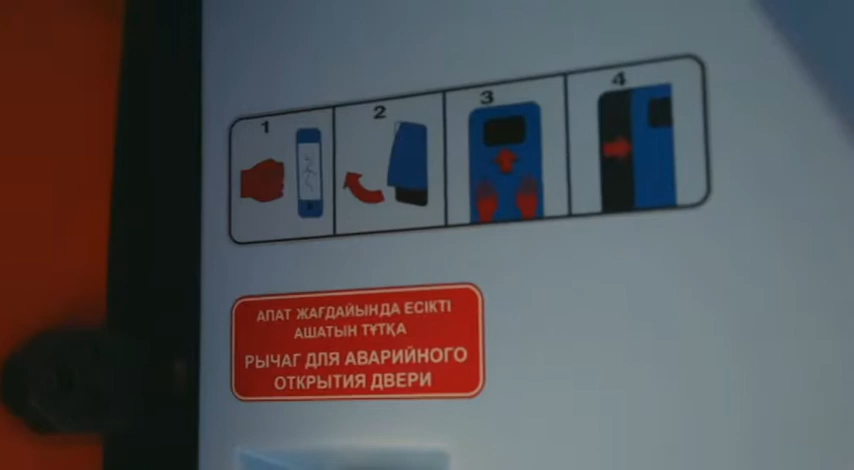 1 2 3 4
АПАТ ЖАҒДАЙЫНДА ЕСІКТІ
АШАТЫН ТҰТҚА
РЫЧАГ ДЛЯ АВАРИЙНОГО
ОТКРЫТИЯ ДВЕРИ